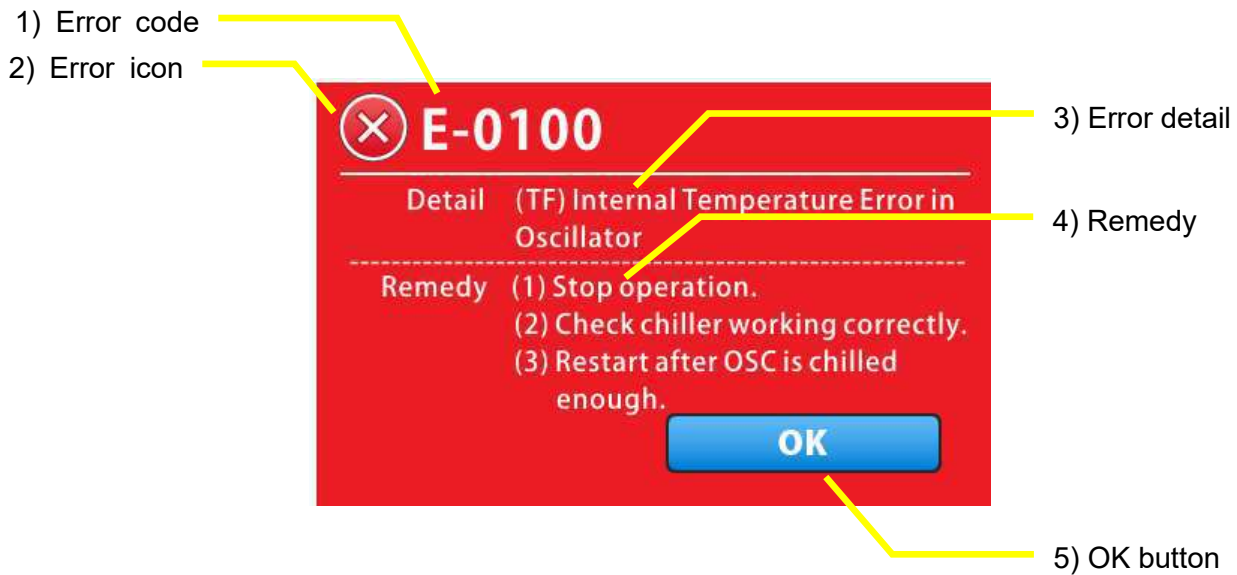 1) Error code
2) Error icon
E-0100
3) Error detail
Detail (TF) Internal Temperature Error in
Oscillator
4) Remedy
Remedy (1) Stop operation.
(2) Check chiller working correctly.
(3) Restart after OSC is chilled
enough.
OK
5) OK button